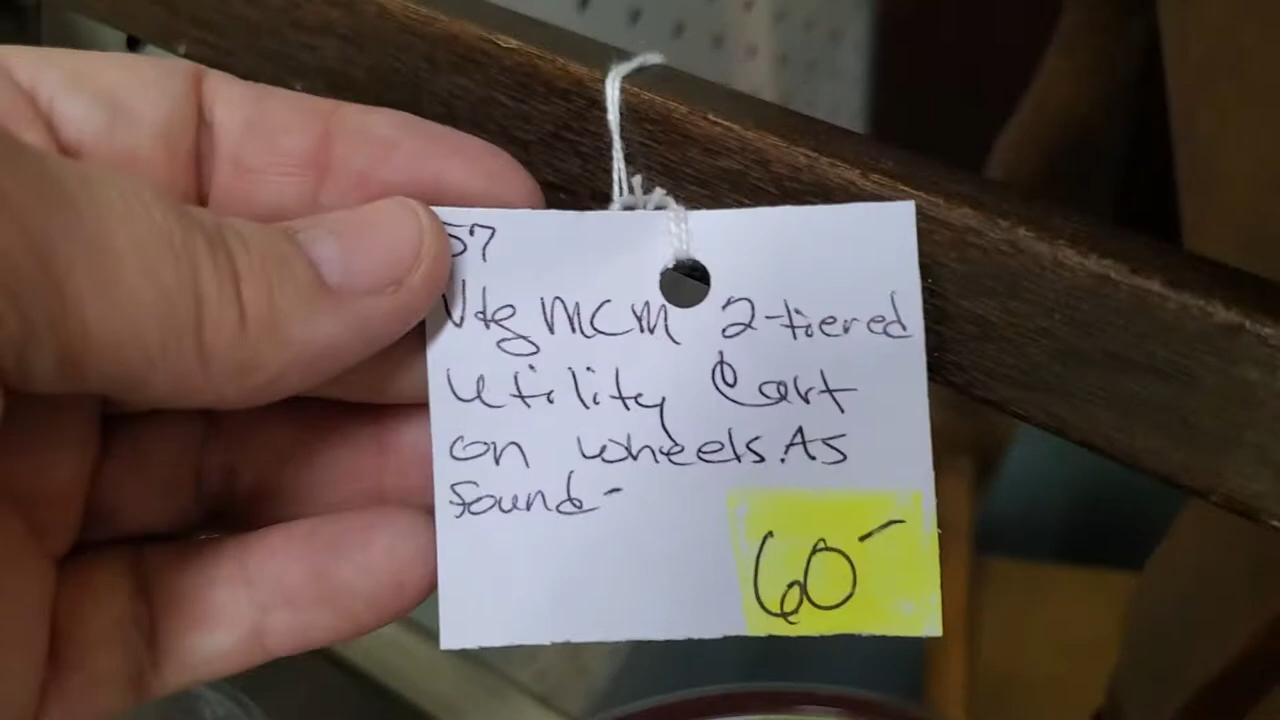 57
Vtg MCM 2-tiered
Utility Cart
on wheels. As
found-
60-